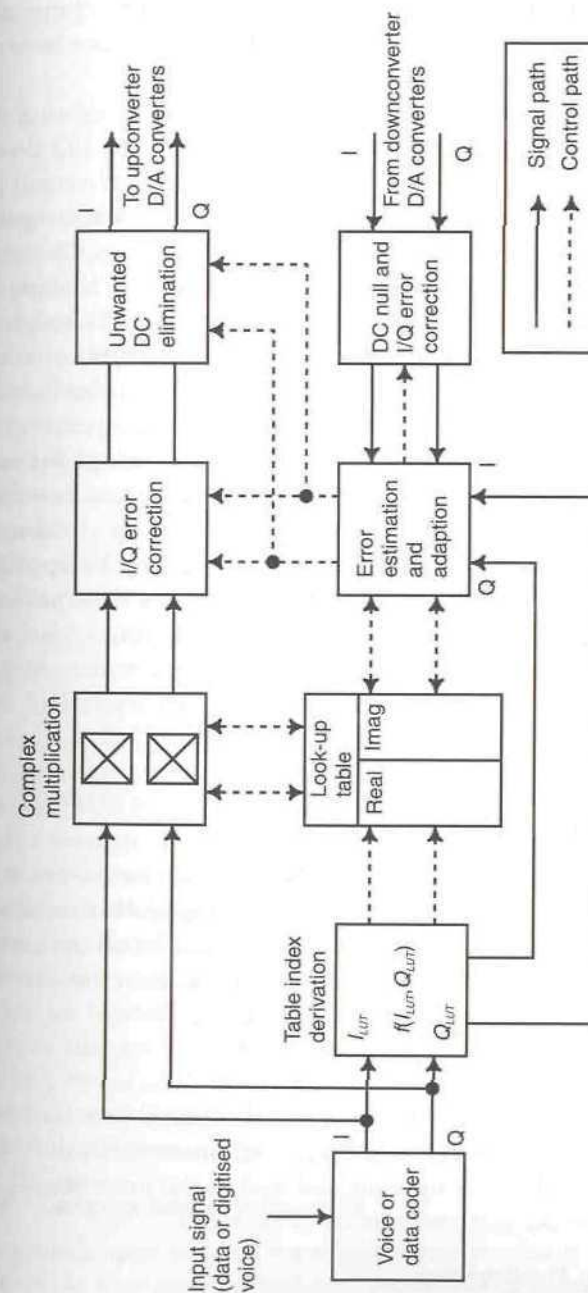 Input signal
(data or digitised
voice)
Voice or
data coder
I
Q
Table index
derivation
I_LUT
f(I_LUT, Q_LUT)
Q_LUT
Complex
multiplication
Look-up
table
Real
Imag
I/Q error
correction
Error
estimation
and
adaption
Q
I
Unwanted
DC
elimination
DC null and
I/Q error
correction
I
To upconverter
D/A converters
Q
I
From downconverter
D/A converters
Q
Signal path
Control path